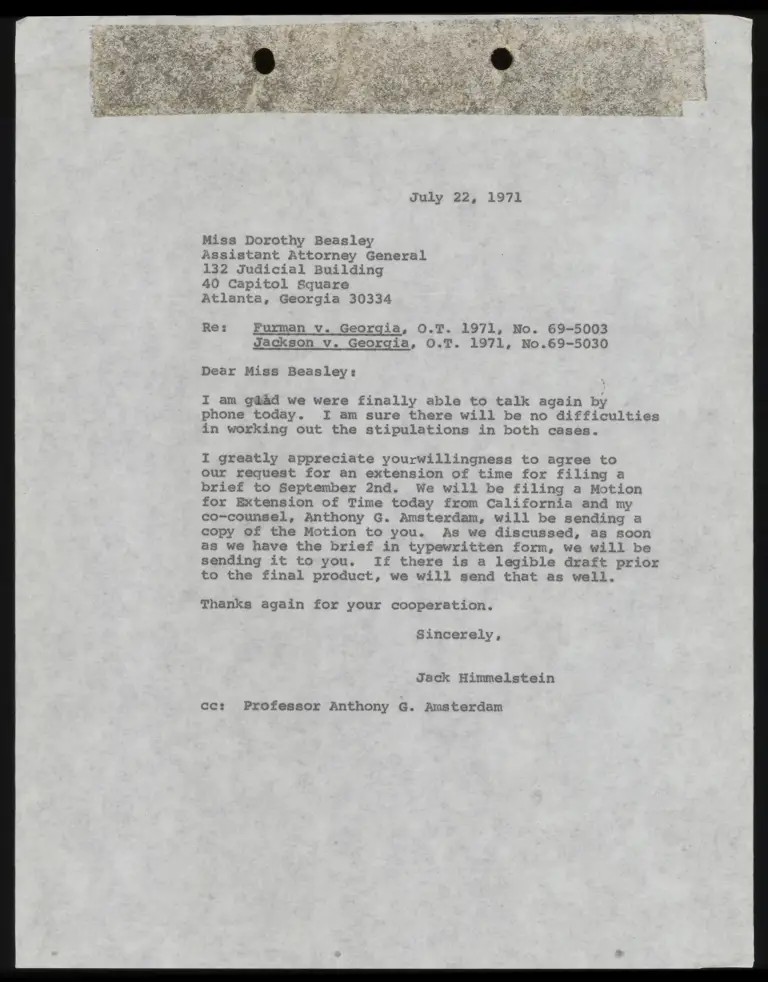 July 22, 1971
Miss Dorothy Beasley
Assistant Attorney General
132 Judicial Building
40 Capitol Square
Atlanta, Georgia 30334
Re: Furman v. Georgia, O.T. 1971, No. 69-5003
Jackson v. Georgia, O.T. 1971, No.69-5030
Dear Miss Beasley:
I am glad we were finally able to talk again by
phone today. I am sure there will be no difficulties
in working out the stipulations in both cases.
I greatly appreciate yourwillingness to agree to
our request for an extension of time for filing a
brief to September 2nd. We will be filing a Motion
for Extension of Time today from California and my
co-counsel, Anthony G. Amsterdam, will be sending a
copy of the Motion to you. As we discussed, as soon
as we have the brief in typewritten form, we will be
sending it to you. If there is a legible draft prior
to the final product, we will send that as well.
Thanks again for your cooperation.
Sincerely,
Jack Himmelstein
cc: Professor Anthony G. Amsterdam